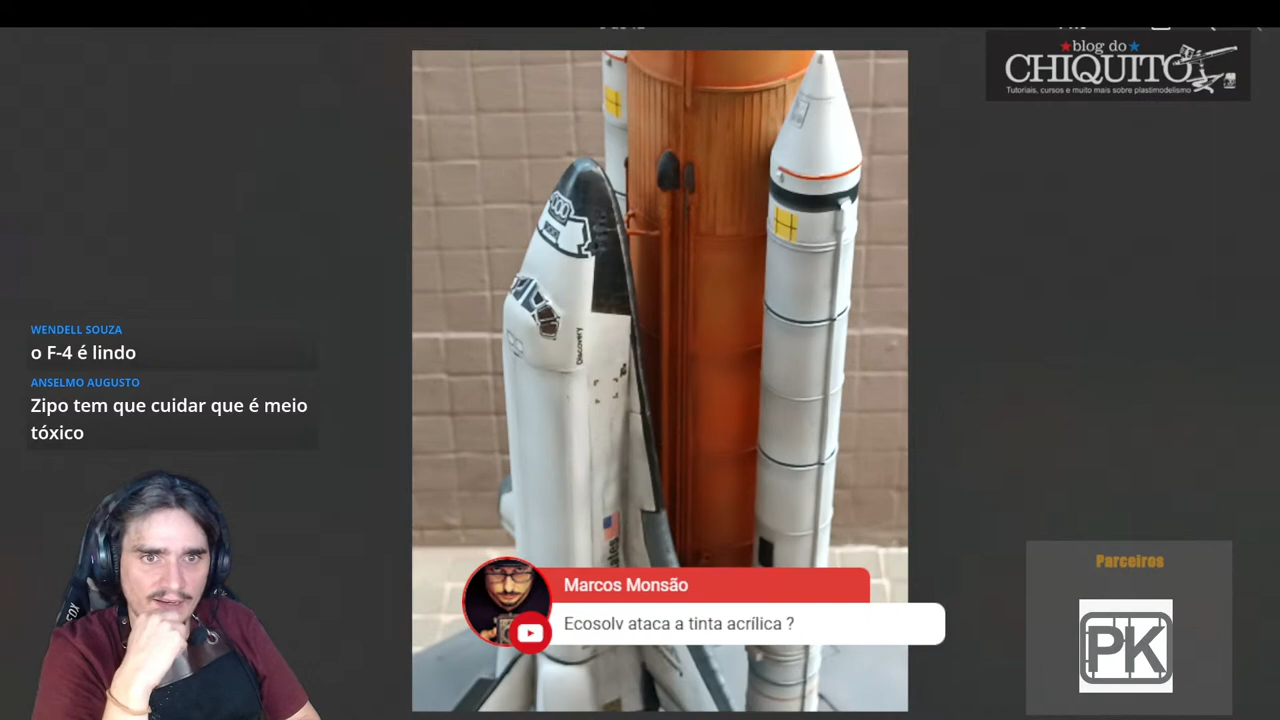 blog do
CHIQUITO
Tutoriais, cursos e muito mais sobre plastimodelismo
WENDELL SOUZA
o F-4 é lindo
ANSELMO AUGUSTO
Zipo tem que cuidar que é meio
tóxico
Discovery
Marcos Monsão
Ecosolv ataca a tinta acrílica ?
Parceiros
PK